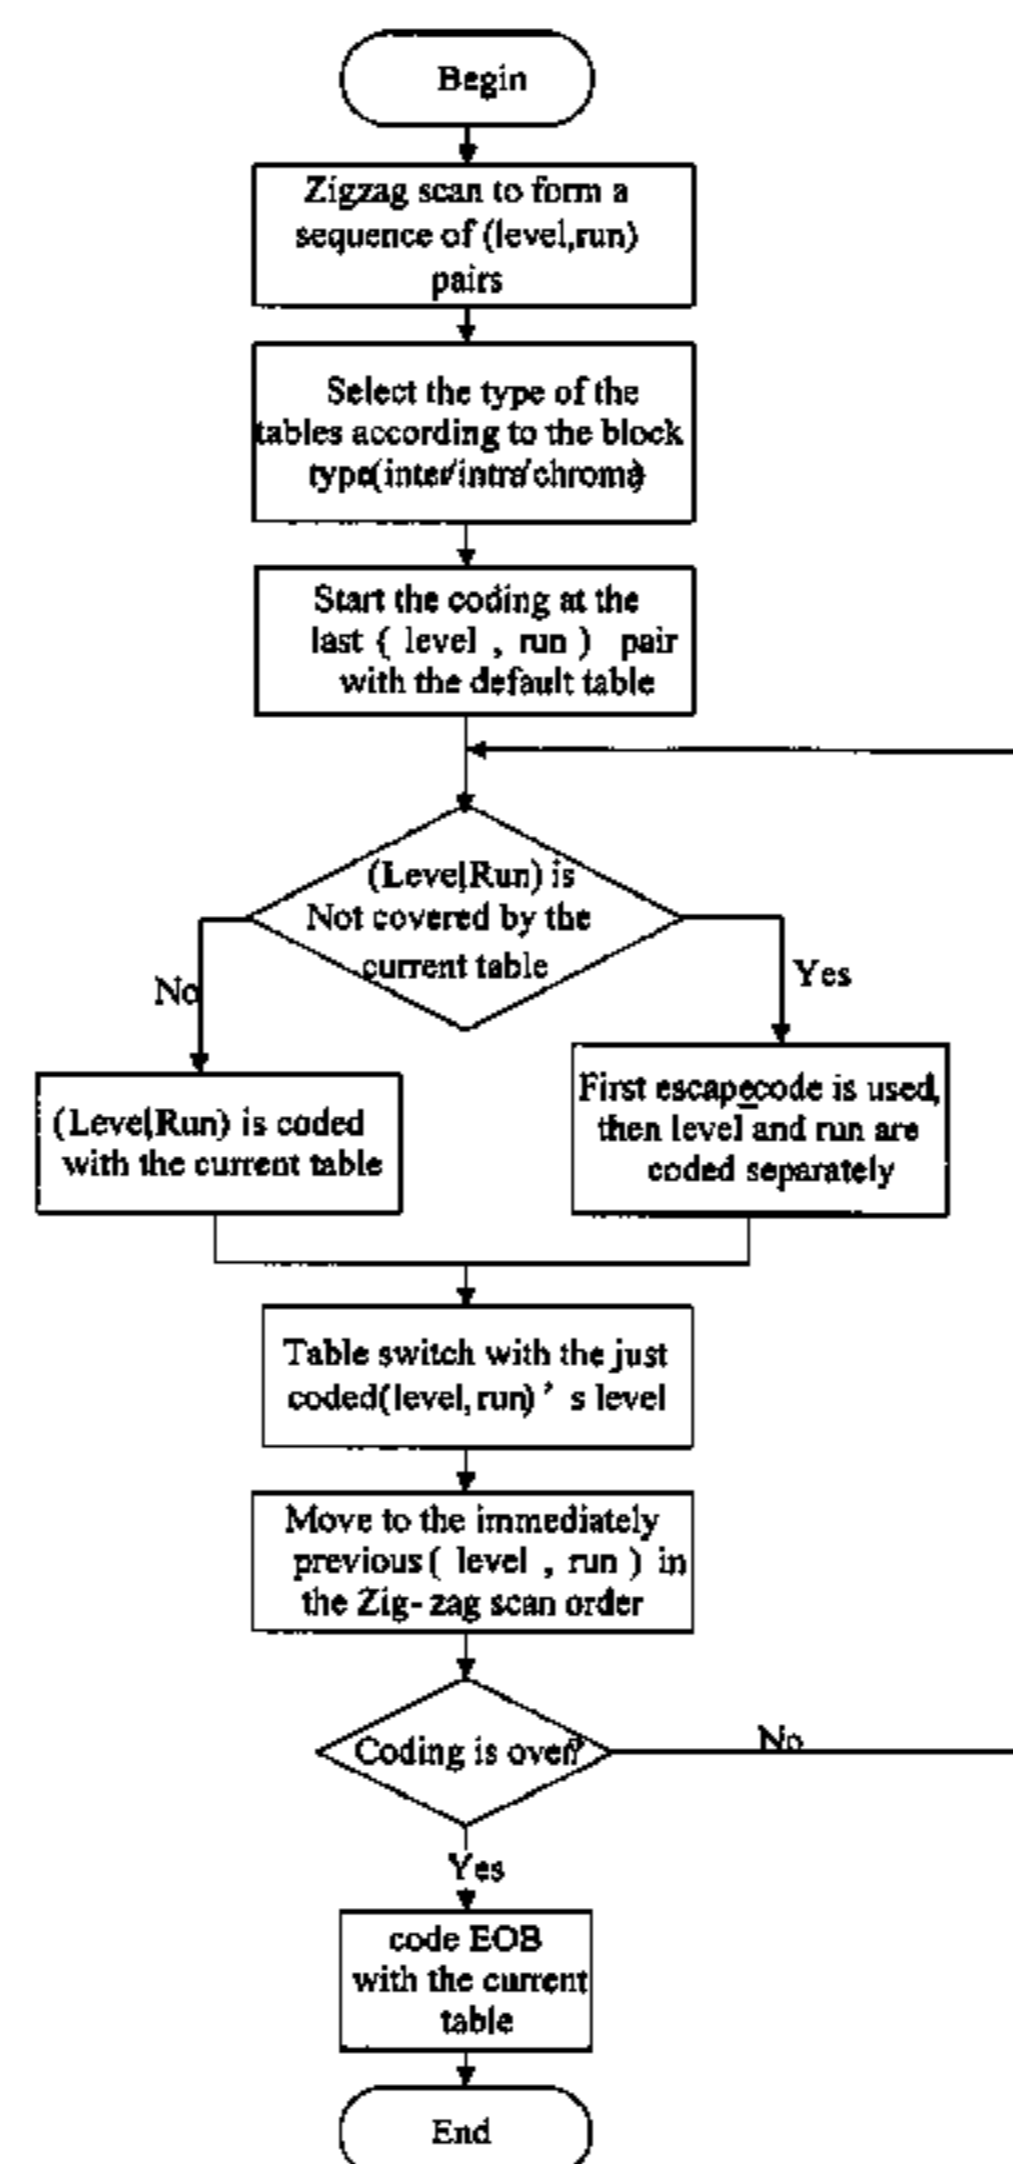 Begin
Zigzag scan to form a
sequence of (level,run)
pairs
Select the type of the
tables according to the block
type(inter/intra/chroma)
Start the coding at the
last ( level , run ) pair
with the default table
(Level,Run) is
Not covered by the
current table
No
Yes
(Level,Run) is coded
with the current table
First escape_code is used,
then level and run are
coded separately
Table switch with the just
coded(level,run)’ s level
Move to the immediately
previous ( level , run ) in
the Zig- zag scan order
Coding is over?
No
Yes
code EOB
with the current
table
End